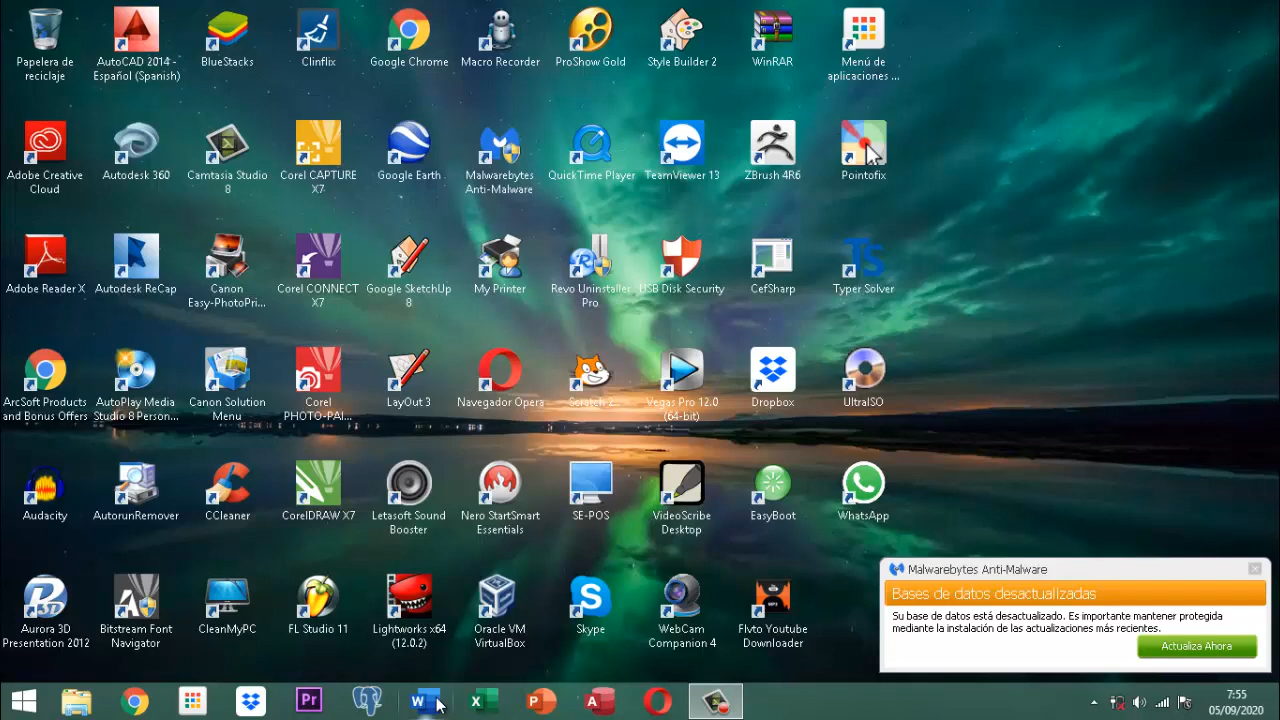 Papelera de
reciclaje
AutoCAD 2014 -
Español (Spanish)
BlueStacks
Clinflix
Google Chrome
Macro Recorder
ProShow Gold
Style Builder 2
WinRAR
Menú de
aplicaciones ...
Adobe Creative
Cloud
Autodesk 360
Camtasia Studio
8
Corel CAPTURE
X7
Google Earth
Malwarebytes
Anti-Malware
QuickTime Player
TeamViewer 13
ZBrush 4R6
Pointofix
Adobe Reader X
Autodesk ReCap
Canon
Easy-PhotoPri...
Corel CONNECT
X7
Google SketchUp
8
My Printer
Revo Uninstaller
Pro
USB Disk Security
CefSharp
TS
Typer Solver
ArcSoft Products
and Bonus Offers
AutoPlay Media
Studio 8 Person...
Canon Solution
Menu
Corel
PHOTO-PAI...
LayOut 3
Navegador Opera
Scratch 2...
Vegas Pro 12.0
(64-bit)
Dropbox
UltraISO
Audacity
AutorunRemover
CCleaner
CorelDRAW X7
Letasoft Sound
Booster
Nero StartSmart
Essentials
SE-POS
VideoScribe
Desktop
EasyBoot
WhatsApp
Aurora 3D
Presentation 2012
Bitstream Font
Navigator
CleanMyPC
FL Studio 11
Lightworks x64
(12.0.2)
Oracle VM
VirtualBox
Skype
WebCam
Companion 4
Flvto Youtube
Downloader
Malwarebytes Anti-Malware
Bases de datos desactualizadas
Su base de datos está desactualizado. Es importante mantener protegida
mediante la instalación de las actualizaciones más recientes.
Actualiza Ahora
Pr
7:55
05/09/2020